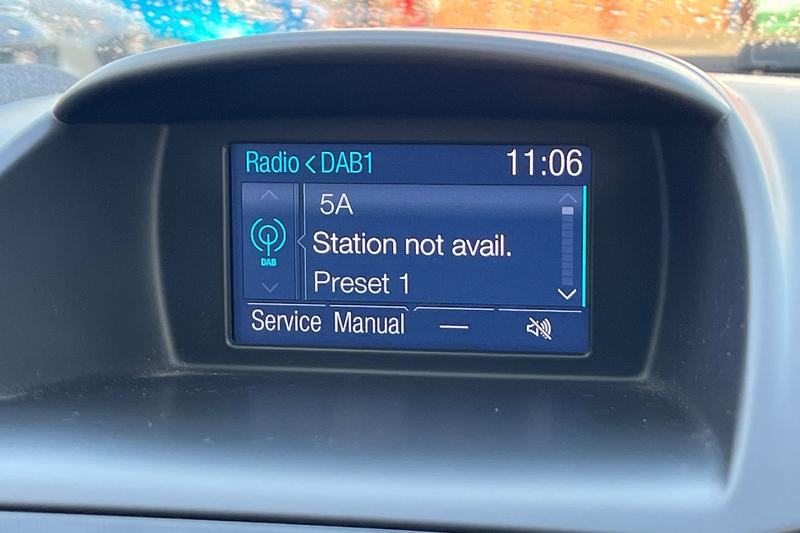 Radio < DAB1 11:06
5A
DAB
Station not avail.
Preset 1
Service Manual —